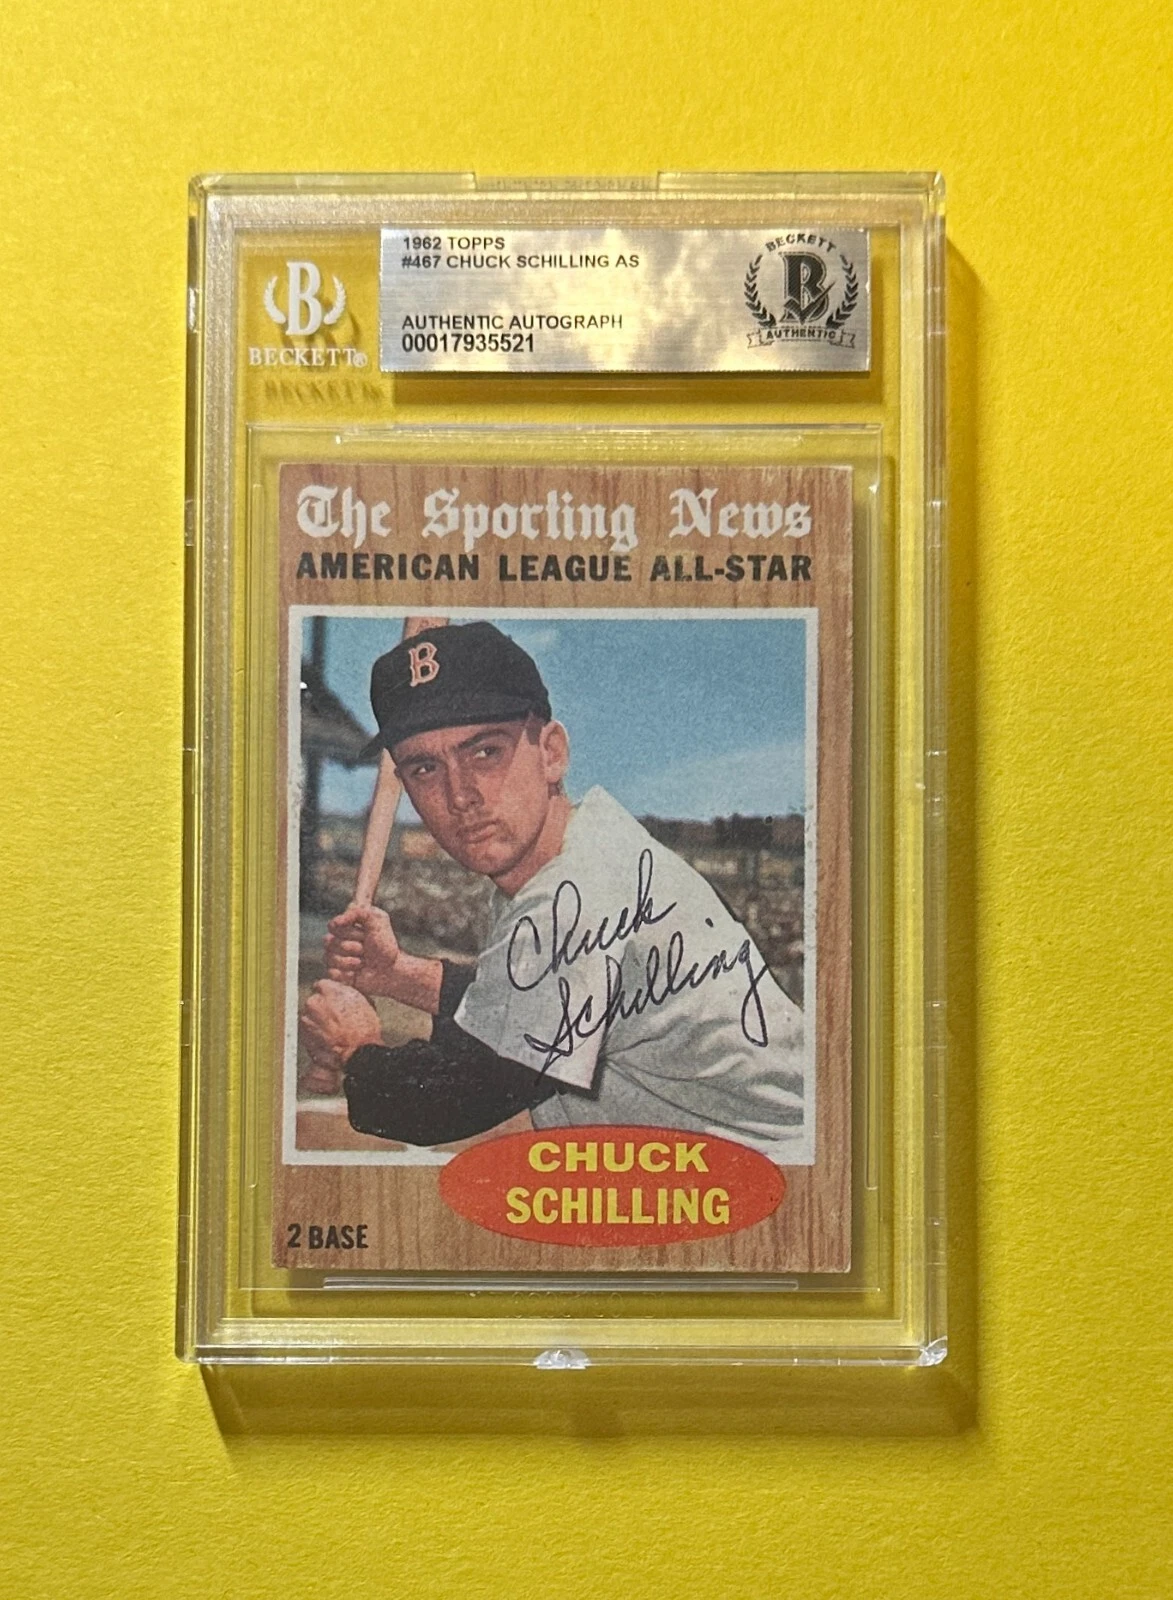 1962 TOPPS
#467 CHUCK SCHILLING AS
AUTHENTIC AUTOGRAPH
00017935521
BECKETT
B
AUTHENTIC
B
BECKETT®
The Sporting News
AMERICAN LEAGUE ALL-STAR
B
Chuck
Schilling
CHUCK
SCHILLING
2 BASE